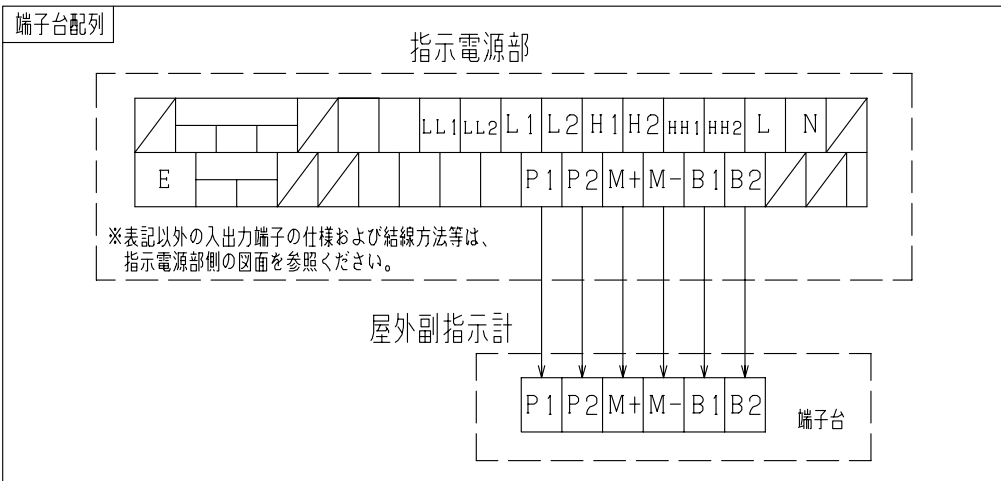 端子台配列
指示電源部
LL1 LL2 L1 L2 H1 H2 HH1 HH2 L N
E P1 P2 M+ M- B1 B2
※表記以外の入出力端子の仕様および結線方法等は、
指示電源部側の図面を参照ください。
屋外副指示計
P1 P2 M+ M- B1 B2
端子台